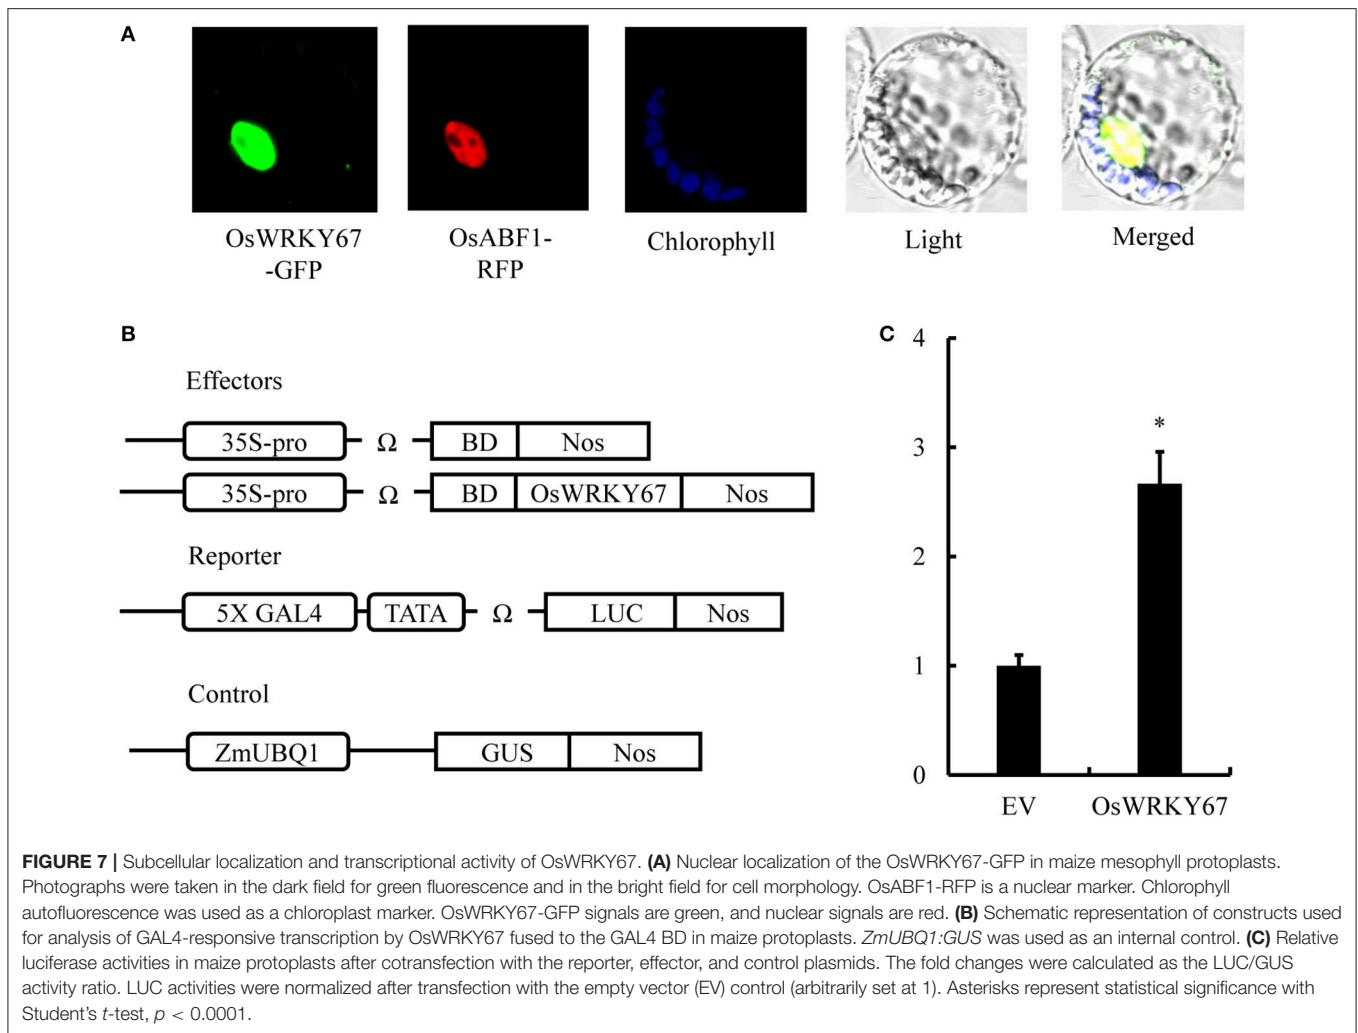 A
OsWRKY67
-GFP
OsABF1-
RFP
Chlorophyll
Light
Merged
B
Effectors
35S-pro Ω BD Nos
35S-pro Ω BD OsWRKY67 Nos
Reporter
5X GAL4 TATA Ω LUC Nos
Control
ZmUBQ1 GUS Nos
C
4
3
2
1
0
*
EV
OsWRKY67
FIGURE 7 | Subcellular localization and transcriptional activity of OsWRKY67. (A) Nuclear localization of the OsWRKY67-GFP in maize mesophyll protoplasts.
Photographs were taken in the dark field for green fluorescence and in the bright field for cell morphology. OsABF1-RFP is a nuclear marker. Chlorophyll
autofluorescence was used as a chloroplast marker. OsWRKY67-GFP signals are green, and nuclear signals are red. (B) Schematic representation of constructs used
for analysis of GAL4-responsive transcription by OsWRKY67 fused to the GAL4 BD in maize protoplasts. ZmUBQ1:GUS was used as an internal control. (C) Relative
luciferase activities in maize protoplasts after cotransfection with the reporter, effector, and control plasmids. The fold changes were calculated as the LUC/GUS
activity ratio. LUC activities were normalized after transfection with the empty vector (EV) control (arbitrarily set at 1). Asterisks represent statistical significance with
Student's t-test, p < 0.0001.